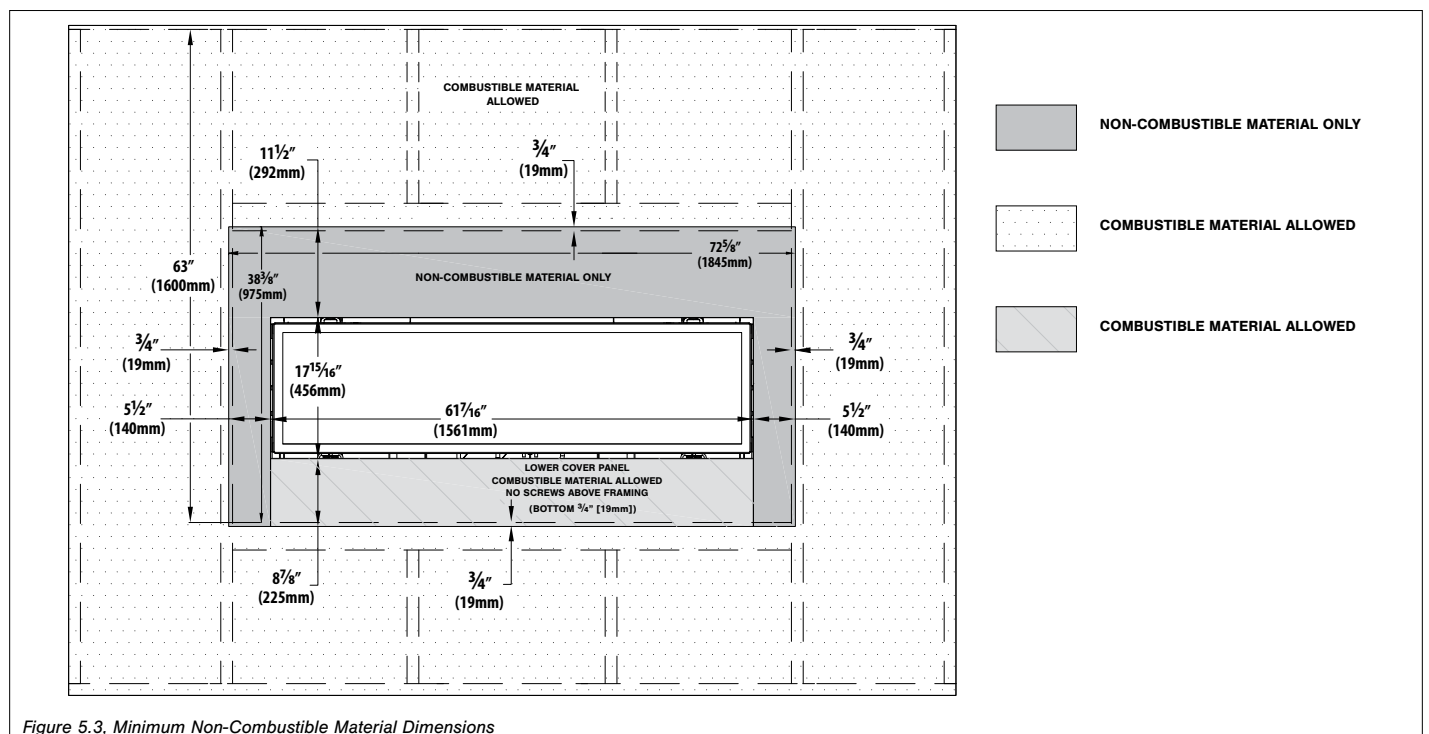 COMBUSTIBLE MATERIAL
ALLOWED
11½"
(292mm)
¾"
(19mm)
72⅝"
(1845mm)
63"
(1600mm)
38⅜"
(975mm)
NON-COMBUSTIBLE MATERIAL ONLY
¾"
(19mm)
¾"
(19mm)
17¹⁵⁄₁₆"
(456mm)
5½"
(140mm)
61⁷⁄₁₆"
(1561mm)
5½"
(140mm)
LOWER COVER PANEL
COMBUSTIBLE MATERIAL ALLOWED
NO SCREWS ABOVE FRAMING
(BOTTOM ¾" [19mm])
8⅞"
(225mm)
¾"
(19mm)
NON-COMBUSTIBLE MATERIAL ONLY
COMBUSTIBLE MATERIAL ALLOWED
COMBUSTIBLE MATERIAL ALLOWED
Figure 5.3, Minimum Non-Combustible Material Dimensions